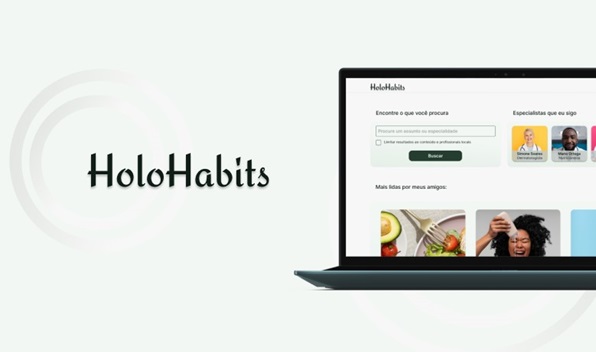 HoloHabits
HoloHabits
Encontre o que você procura
Procure um assunto ou especialidade
Limitar resultados ao conteúdo e profissionais locais
Buscar
Especialistas que eu sigo
Simone Soares
Dermatologista
Mario Ortega
Nutricionista
Mais lidas por meus amigos: